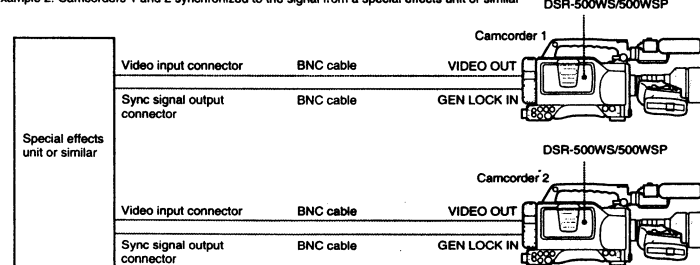 example 2: Camcorders 1 and 2 synchronized to the signal from a special effects unit or similar
DSR-500WS/500WSP
Camcorder 1
Video input connector BNC cable VIDEO OUT
Sync signal output connector BNC cable GEN LOCK IN
Special effects
unit or similar
DSR-500WS/500WSP
Camcorder 2
Video input connector BNC cable VIDEO OUT
Sync signal output connector BNC cable GEN LOCK IN